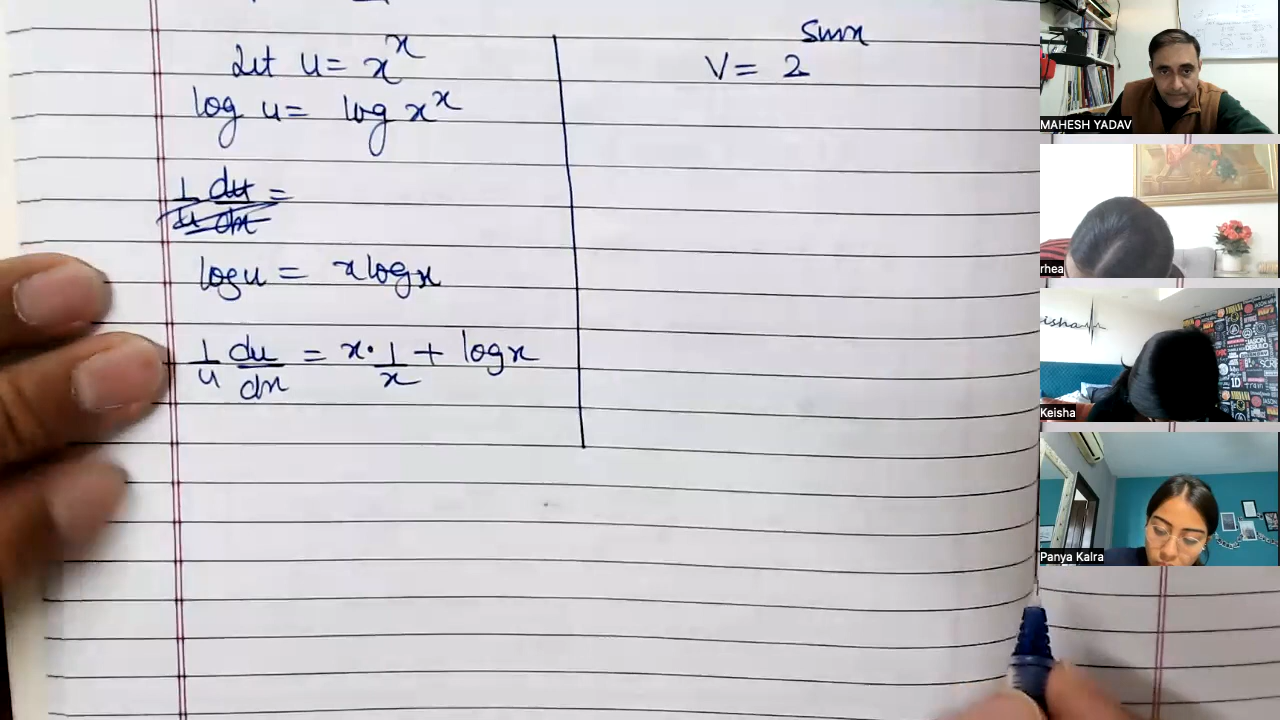 Let u = x^x
log u = log x^x
1/u du/dx =
log u = x log x
1/u du/dx = x · 1/x + log x
V = 2^sinx
MAHESH YADAV
rhea
Keisha
Panya Kalra